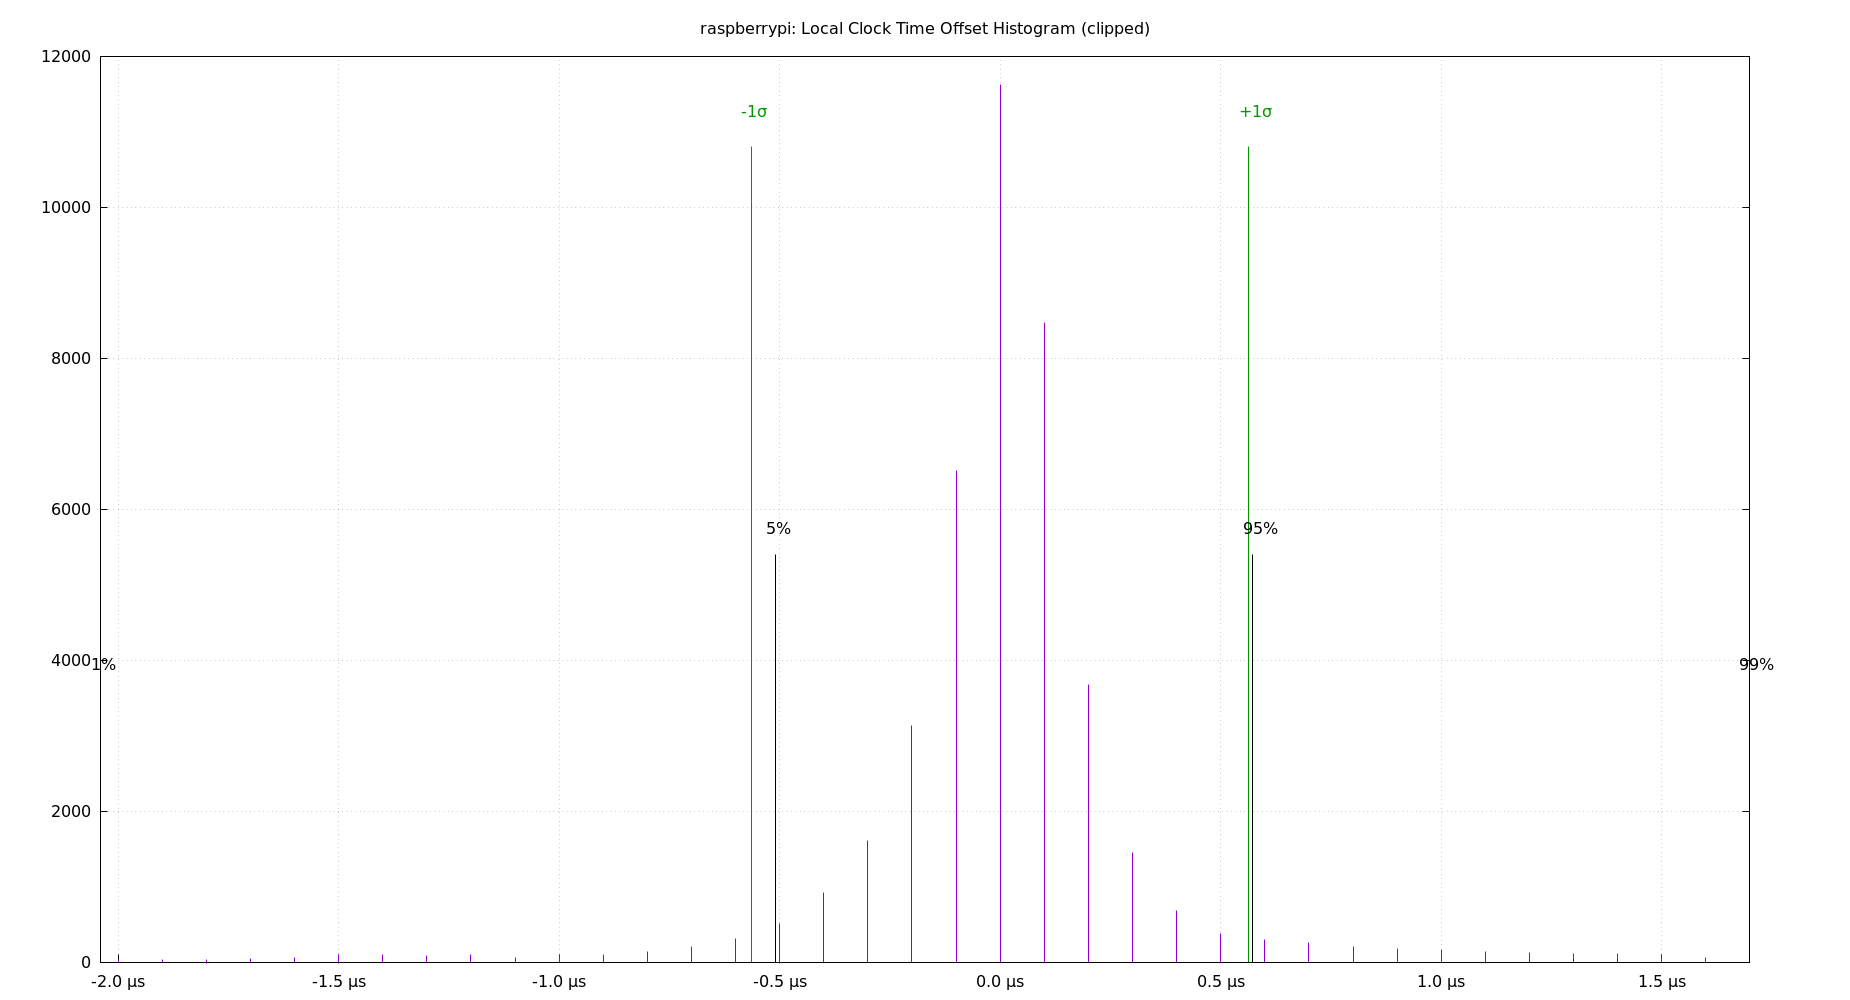 raspberrypi: Local Clock Time Offset Histogram (clipped)
12000
-1σ
+1σ
10000
8000
6000
5%
95%
4000
1%
99%
2000
0
-2.0 μs
-1.5 μs
-1.0 μs
-0.5 μs
0.0 μs
0.5 μs
1.0 μs
1.5 μs